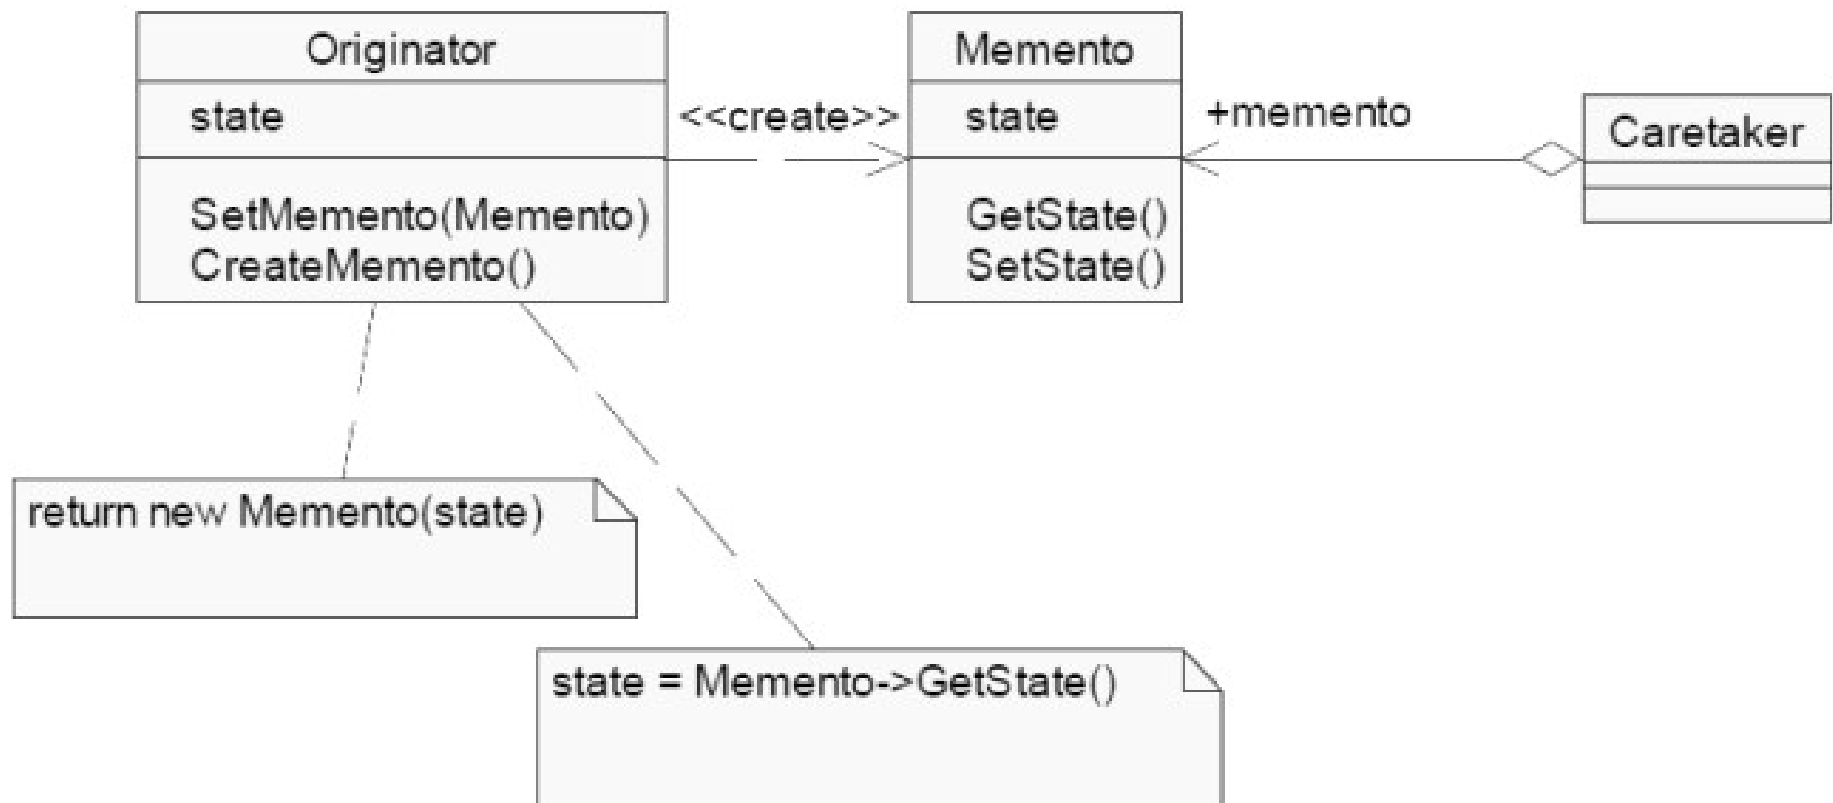 Originator
state
SetMemento(Memento)
CreateMemento()
<<create>>
Memento
state
GetState()
SetState()
+memento
Caretaker
return new Memento(state)
state = Memento->GetState()